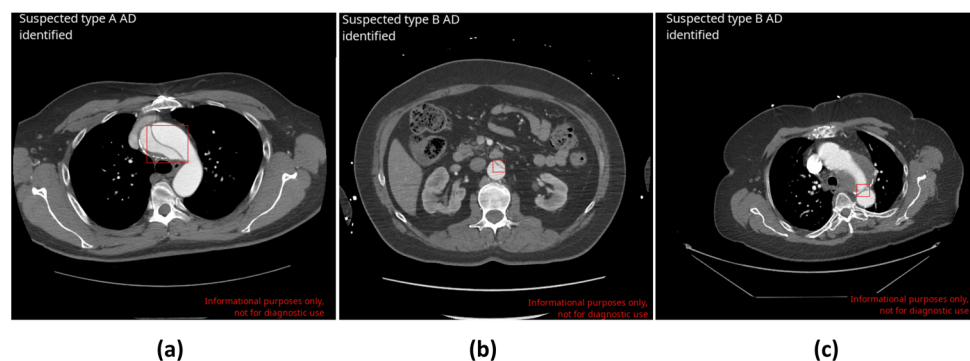 Suspected type A AD
identified
Informational purposes only,
not for diagnostic use
(a)
Suspected type B AD
identified
Informational purposes only,
not for diagnostic use
(b)
Suspected type B AD
identified
Informational purposes only,
not for diagnostic use
(c)